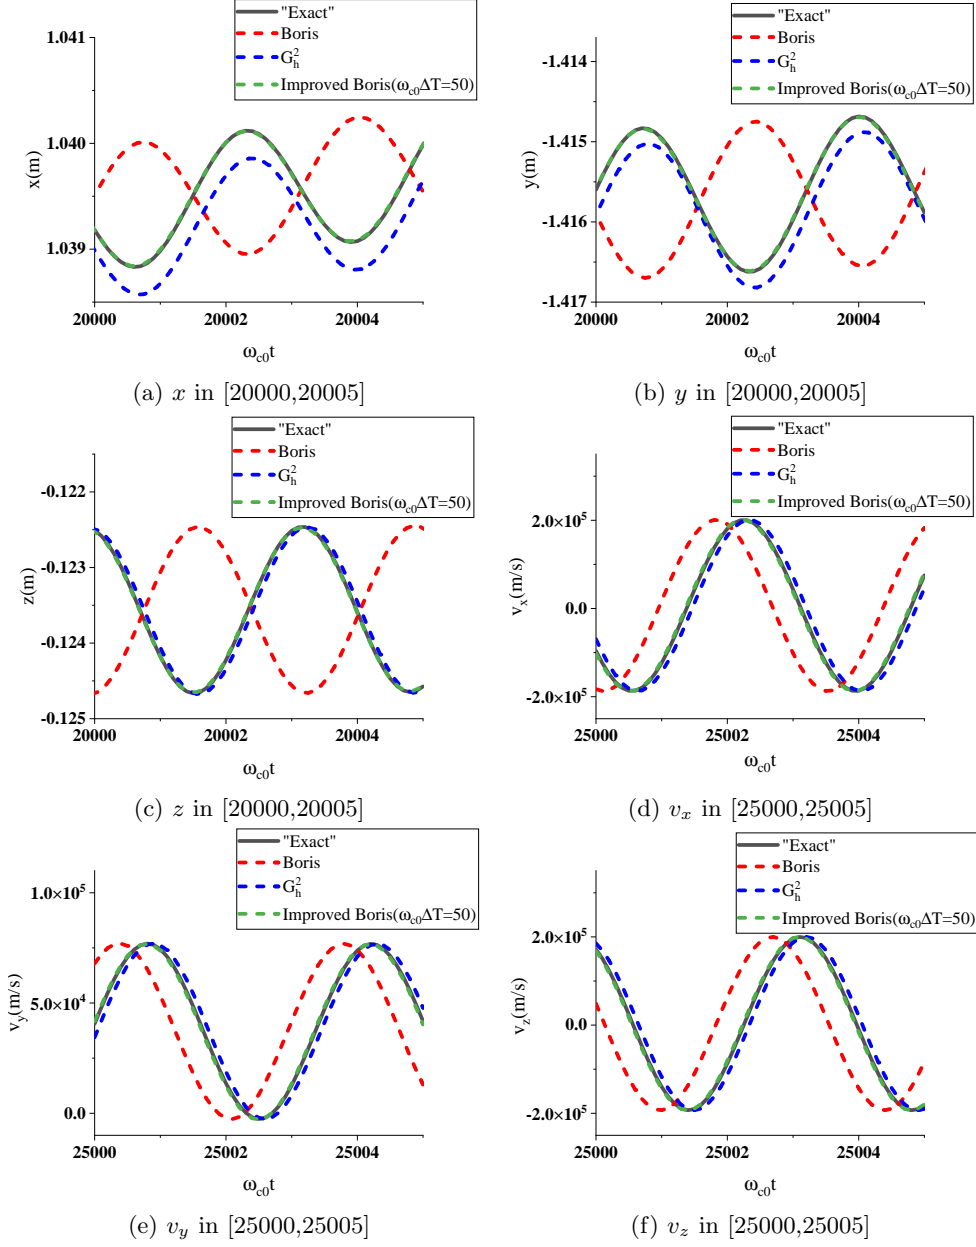 "Exact"
Boris
G_h^2
Improved Boris(ω_c0ΔT=50)
1.041
1.040
1.039
x(m)
20000 20002 20004
ω_c0t
(a) x in [20000,20005]
"Exact"
Boris
G_h^2
Improved Boris(ω_c0ΔT=50)
-1.414
-1.415
-1.416
-1.417
y(m)
20000 20002 20004
ω_c0t
(b) y in [20000,20005]
"Exact"
Boris
G_h^2
Improved Boris(ω_c0ΔT=50)
-0.122
-0.123
-0.124
-0.125
z(m)
20000 20002 20004
ω_c0t
(c) z in [20000,20005]
"Exact"
Boris
G_h^2
Improved Boris(ω_c0ΔT=50)
2.0×10^5
0.0
-2.0×10^5
v_x(m/s)
25000 25002 25004
ω_c0t
(d) v_x in [25000,25005]
"Exact"
Boris
G_h^2
Improved Boris(ω_c0ΔT=50)
1.0×10^5
5.0×10^4
0.0
v_y(m/s)
25000 25002 25004
ω_c0t
(e) v_y in [25000,25005]
"Exact"
Boris
G_h^2
Improved Boris(ω_c0ΔT=50)
2.0×10^5
0.0
-2.0×10^5
v_z(m/s)
25000 25002 25004
ω_c0t
(f) v_z in [25000,25005]